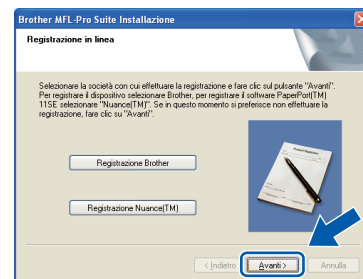 Brother MFL-Pro Suite Installazione
Registrazione in linea
Selezionare la società con cui effettuare la registrazione e fare clic sul pulsante "Avanti".
Per registrare il dispositivo selezionare Brother, per registrare il software PaperPort(TM)
11SE selezionare "Nuance(TM)". Se in questo momento si preferisce non effettuare la
registrazione, fare clic su "Avanti".
Registrazione Brother
Registrazione Nuance(TM)
< Indietro Avanti > Annulla